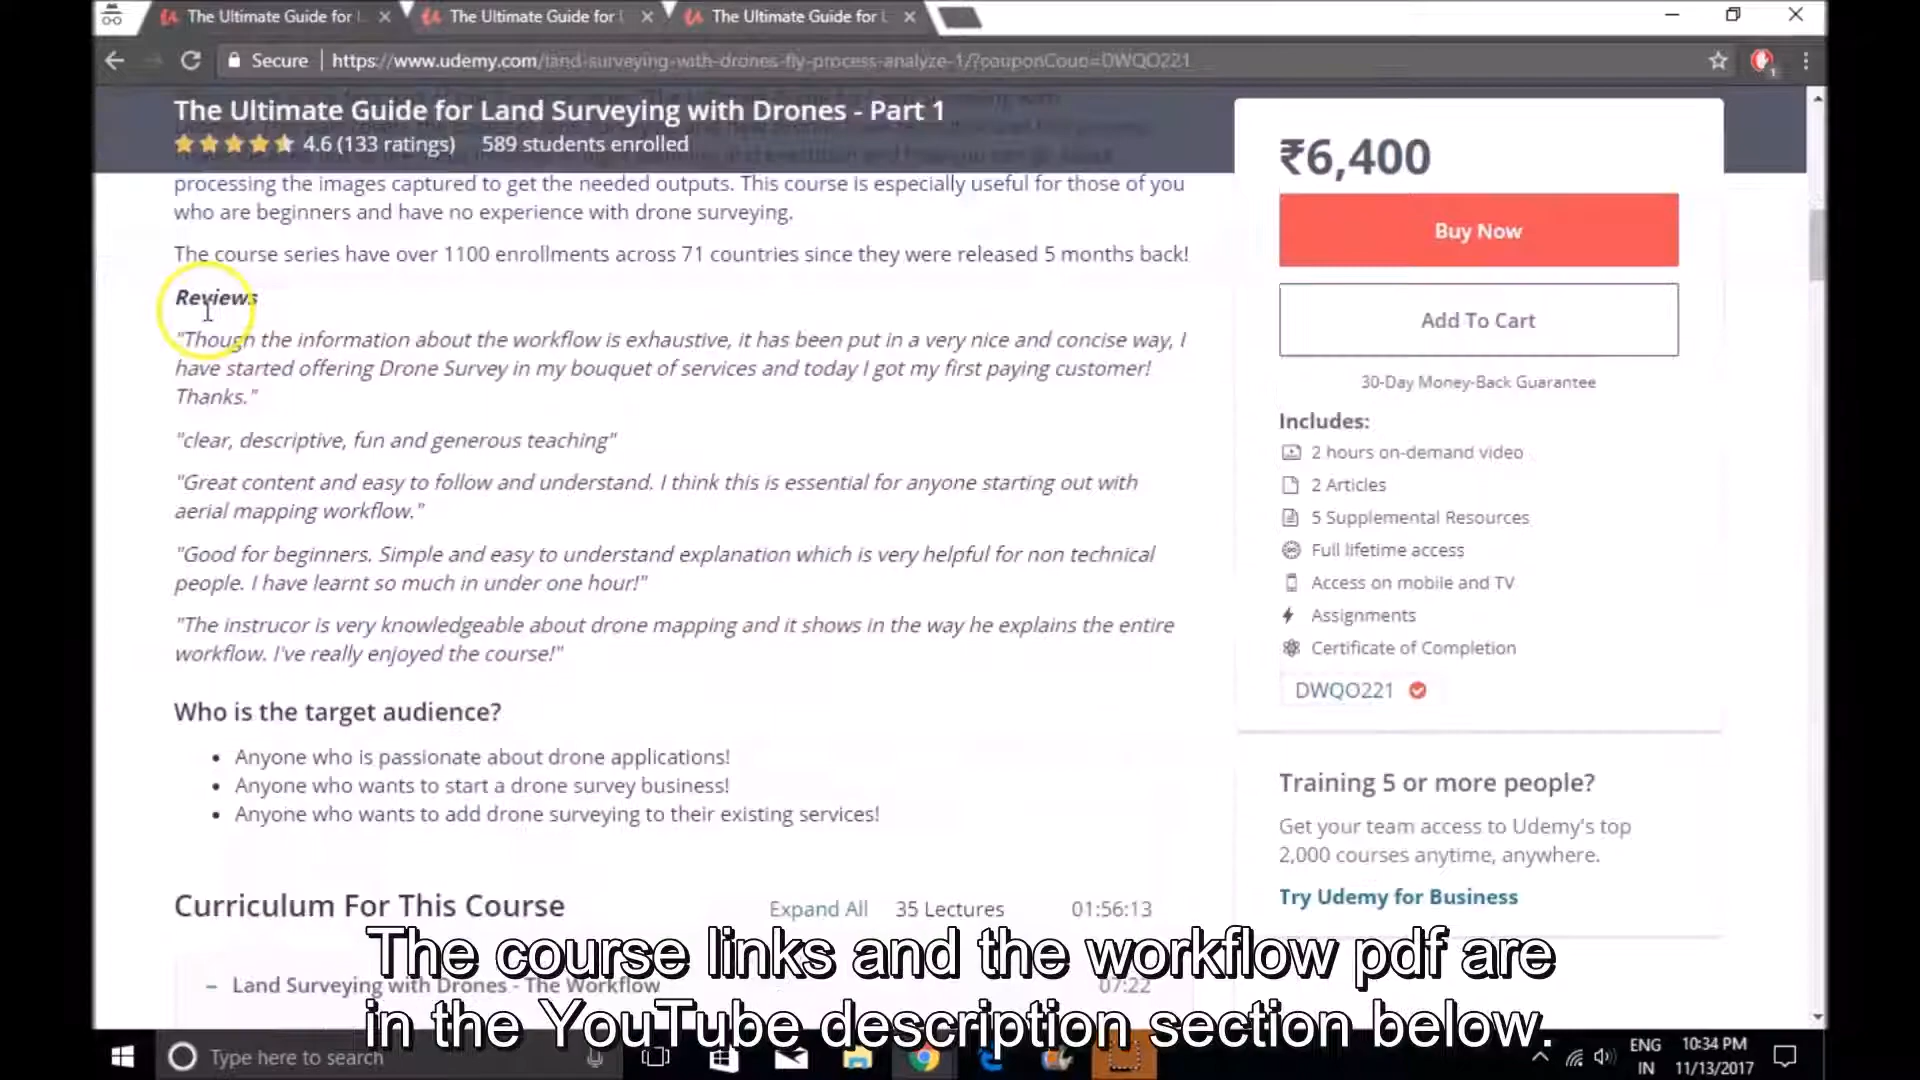 The Ultimate Guide for L
The Ultimate Guide for L
The Ultimate Guide for L
Secure
https://www.udemy.com/land-surveying-with-drones-fly-process-analyze-1/?couponCoup=DWQO221
The Ultimate Guide for Land Surveying with Drones - Part 1
4.6 (133 ratings) 589 students enrolled
processing the images captured to get the needed outputs. This course is especially useful for those of you
who are beginners and have no experience with drone surveying.
The course series have over 1100 enrollments across 71 countries since they were released 5 months back!
Reviews
"Though the information about the workflow is exhaustive, it has been put in a very nice and concise way, I
have started offering Drone Survey in my bouquet of services and today I got my first paying customer!
Thanks."
"clear, descriptive, fun and generous teaching"
"Great content and easy to follow and understand. I think this is essential for anyone starting out with
aerial mapping workflow."
"Good for beginners. Simple and easy to understand explanation which is very helpful for non technical
people. I have learnt so much in under one hour!"
"The instrucor is very knowledgeable about drone mapping and it shows in the way he explains the entire
workflow. I've really enjoyed the course!"
Who is the target audience?
• Anyone who is passionate about drone applications!
• Anyone who wants to start a drone survey business!
• Anyone who wants to add drone surveying to their existing services!
Curriculum For This Course
Expand All 35 Lectures 01:56:13
– Land Surveying with Drones - The Workflow 07:22
₹6,400
Buy Now
Add To Cart
30-Day Money-Back Guarantee
Includes:
2 hours on-demand video
2 Articles
5 Supplemental Resources
Full lifetime access
Access on mobile and TV
Assignments
Certificate of Completion
DWQO221
Training 5 or more people?
Get your team access to Udemy's top
2,000 courses anytime, anywhere.
Try Udemy for Business
The course links and the workflow pdf are
in the YouTube description section below.
Type here to search
ENG
IN
10:34 PM
11/13/2017